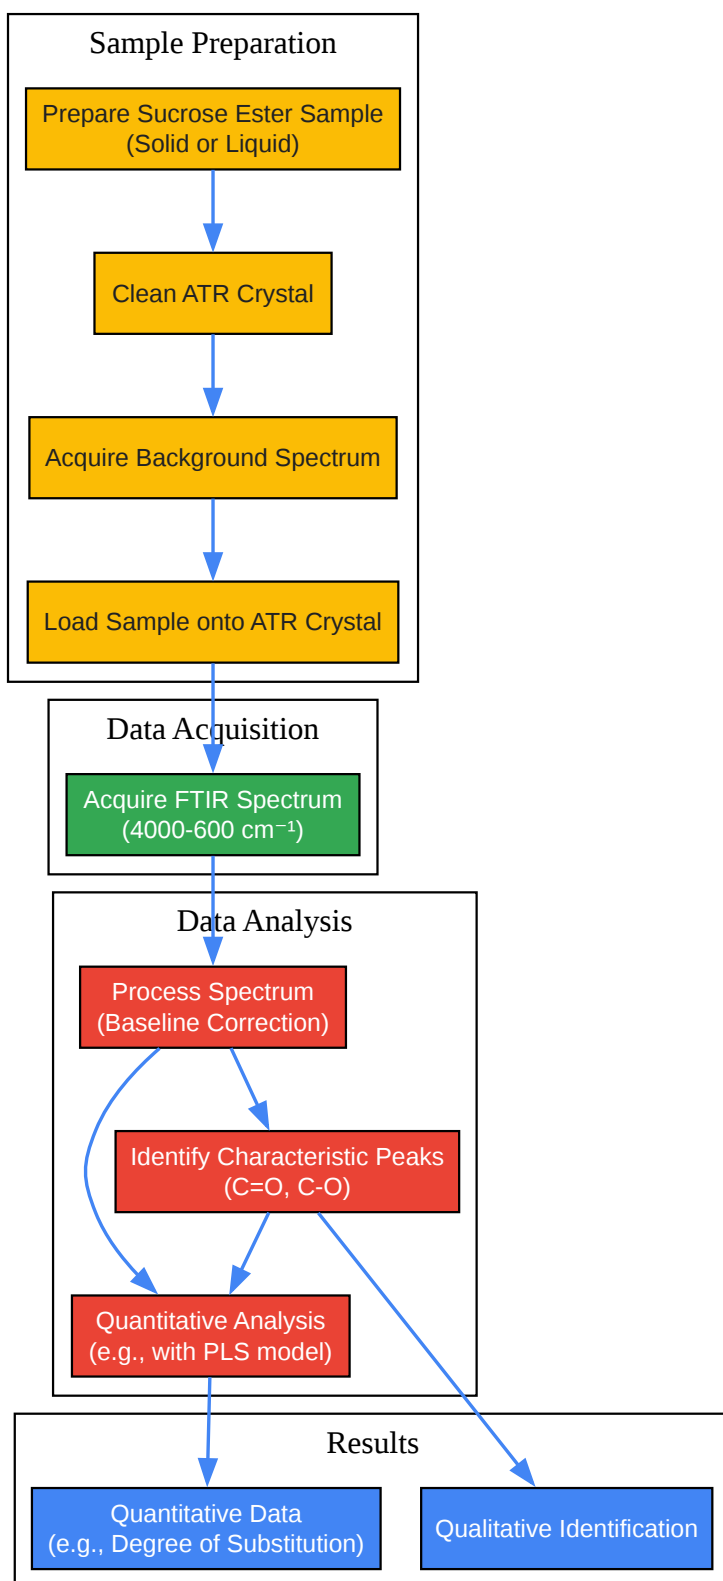 Sample Preparation
Prepare Sucrose Ester Sample
(Solid or Liquid)
Clean ATR Crystal
Acquire Background Spectrum
Load Sample onto ATR Crystal
Data Acquisition
Acquire FTIR Spectrum
(4000-600 cm⁻¹)
Data Analysis
Process Spectrum
(Baseline Correction)
Identify Characteristic Peaks
(C=O, C-O)
Quantitative Analysis
(e.g., with PLS model)
Results
Quantitative Data
(e.g., Degree of Substitution)
Qualitative Identification